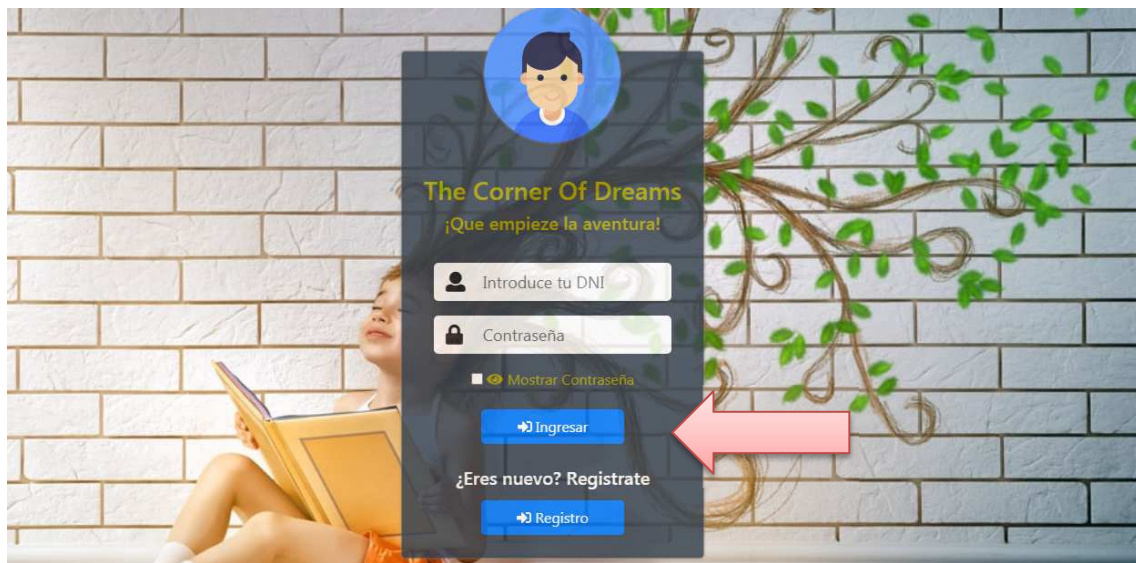 The Corner Of Dreams
¡Que empieze la aventura!
Introduce tu DNI
Contraseña
Mostrar Contraseña
Ingresar
¿Eres nuevo? Registrate
Registro